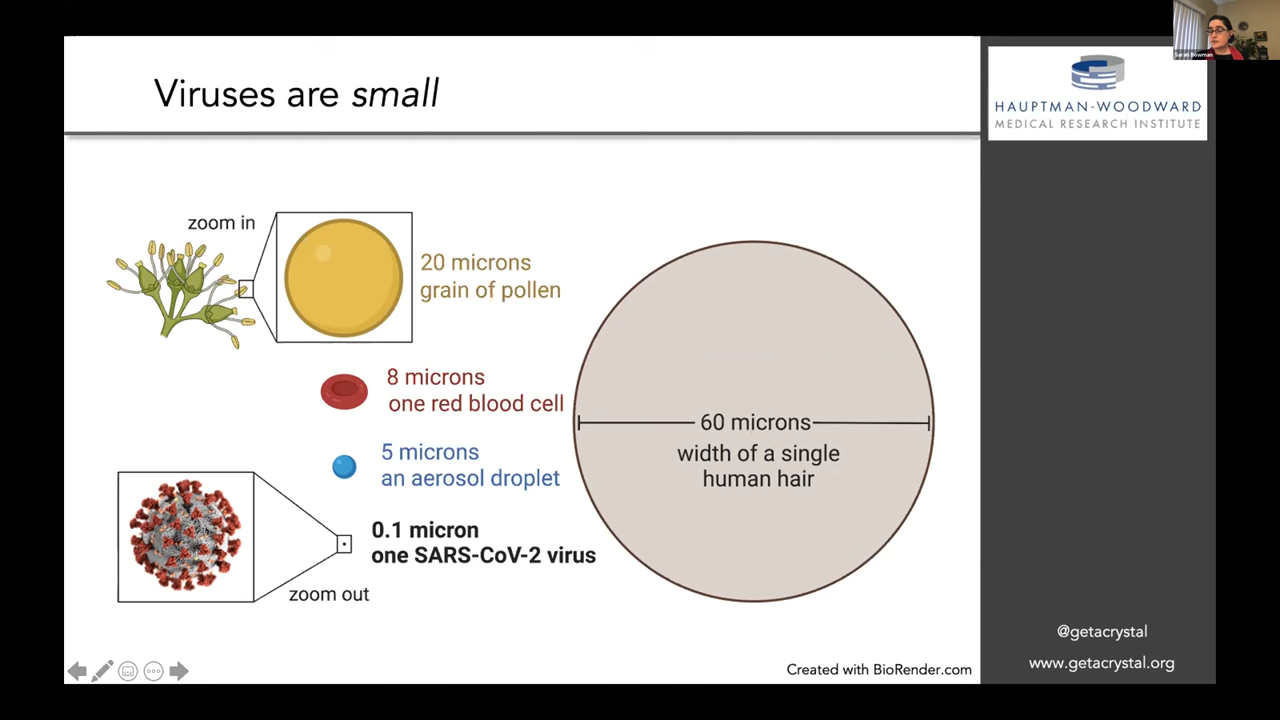 Viruses are small
Sarah Bowman
HAUPTMAN-WOODWARD
MEDICAL RESEARCH INSTITUTE
zoom in
20 microns
grain of pollen
8 microns
one red blood cell
5 microns
an aerosol droplet
0.1 micron
one SARS-CoV-2 virus
zoom out
60 microns
width of a single
human hair
@getacrystal
www.getacrystal.org
Created with BioRender.com